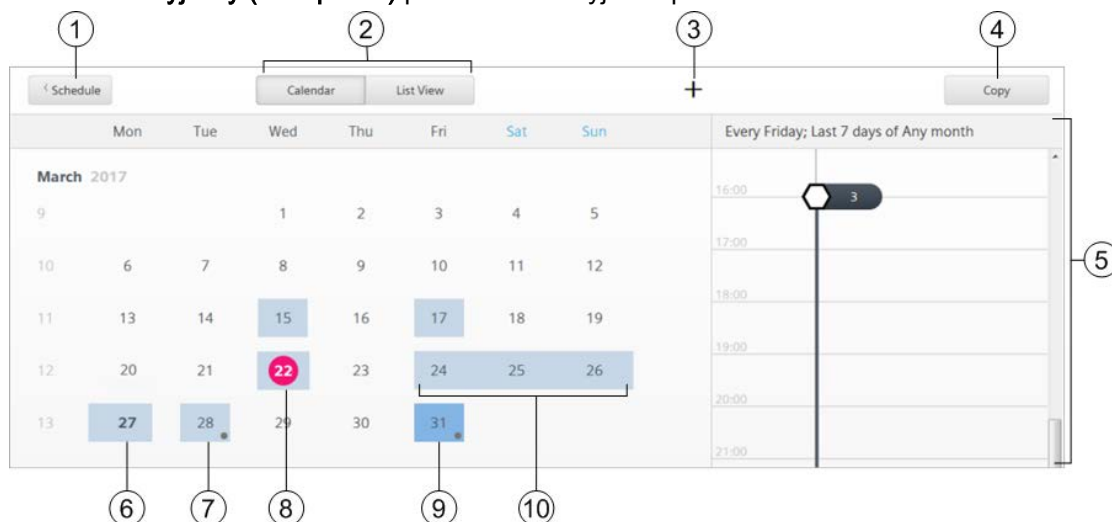 1 2 3 4
Schedule Calendar List View + Copy
Mon Tue Wed Thu Fri Sat Sun Every Friday; Last 7 days of Any month
March 2017
16:00 3
9 1 2 3 4 5
17:00
5
10 6 7 8 9 10 11 12
18:00
11 13 14 15 16 17 18 19
19:00
12 20 21 22 23 24 25 26
20:00
13 27 28 29 30 31
21:00
6 7 8 9 10